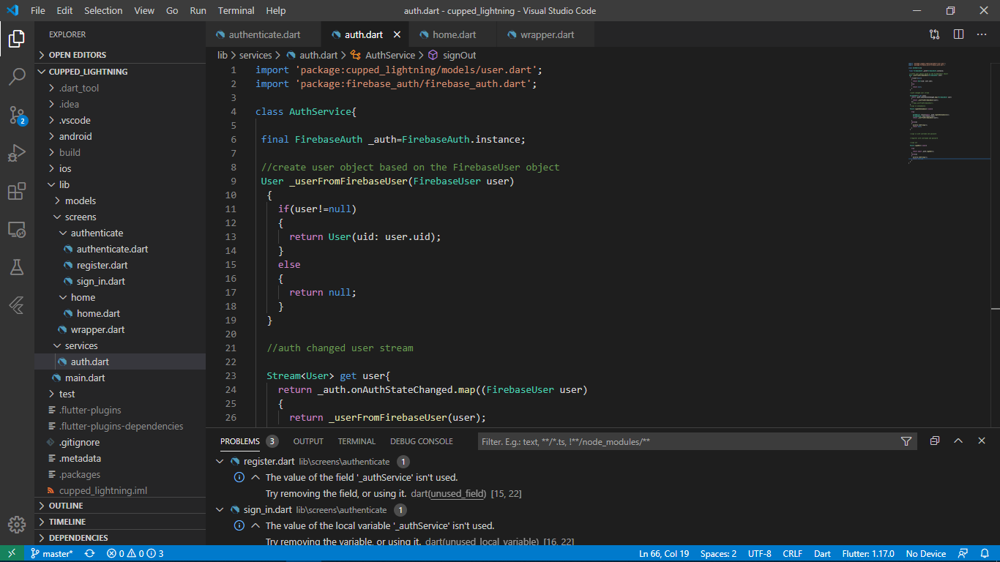 File Edit Selection View Go Run Terminal Help auth.dart - cupped_lightning - Visual Studio Code
EXPLORER
OPEN EDITORS
CUPPED_LIGHTNING
.dart_tool
.idea
.vscode
android
build
ios
lib
models
screens
authenticate
authenticate.dart
register.dart
sign_in.dart
home
home.dart
wrapper.dart
services
auth.dart
main.dart
test
.flutter-plugins
.flutter-plugins-dependencies
.gitignore
.metadata
.packages
cupped_lightning.iml
OUTLINE
TIMELINE
DEPENDENCIES
2
authenticate.dart auth.dart home.dart wrapper.dart
lib > services > auth.dart > AuthService > signOut
1 import 'package:cupped_lightning/models/user.dart';
2 import 'package:firebase_auth/firebase_auth.dart';
3
4 class AuthService{
5
6 final FirebaseAuth _auth=FirebaseAuth.instance;
7
8 //create user object based on the FirebaseUser object
9 User _userFromFirebaseUser(FirebaseUser user)
10 {
11 if(user!=null)
12 {
13 return User(uid: user.uid);
14 }
15 else
16 {
17 return null;
18 }
19 }
20
21 //auth changed user stream
22
23 Stream<User> get user{
24 return _auth.onAuthStateChanged.map((FirebaseUser user)
25 {
26 return _userFromFirebaseUser(user);
PROBLEMS 3 OUTPUT TERMINAL DEBUG CONSOLE Filter. E.g.: text, **/*.ts, !**/node_modules/**
register.dart lib\screens\authenticate 1
The value of the field '_authService' isn't used.
Try removing the field, or using it. dart(unused_field) [15, 22]
sign_in.dart lib\screens\authenticate 1
The value of the local variable '_authService' isn't used.
Try removing the variable, or using it. dart(unused_local_variable) [16, 22]
master* 0 0 3 Ln 66, Col 19 Spaces: 2 UTF-8 CRLF Dart Flutter: 1.17.0 No Device